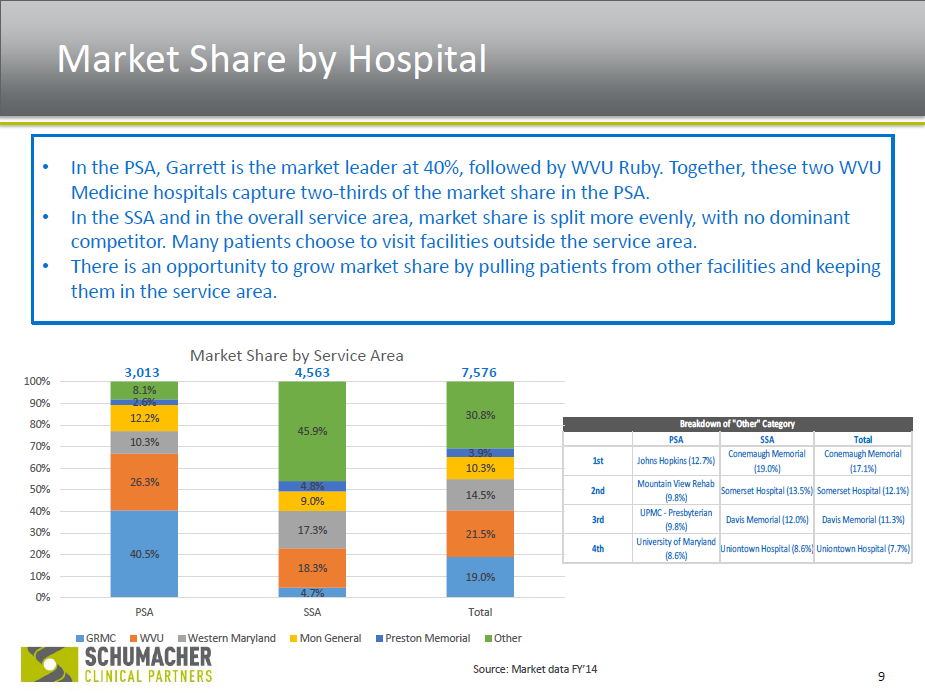 Market Share by Hospital
• In the PSA, Garrett is the market leader at 40%, followed by WVU Ruby. Together, these two WVU
Medicine hospitals capture two-thirds of the market share in the PSA.
• In the SSA and in the overall service area, market share is split more evenly, with no dominant
competitor. Many patients choose to visit facilities outside the service area.
• There is an opportunity to grow market share by pulling patients from other facilities and keeping
them in the service area.
Market Share by Service Area
3,013 4,563 7,576
100%
90%
80%
70%
60%
50%
40%
30%
20%
10%
0%
8.1%
2.6%
12.2%
10.3%
26.3%
40.5%
45.9%
4.8%
9.0%
17.3%
18.3%
4.7%
30.8%
3.9%
10.3%
14.5%
21.5%
19.0%
PSA SSA Total
GRMC WVU Western Maryland Mon General Preston Memorial Other
Breakdown of "Other" Category
PSA SSA Total
1st Johns Hopkins (12.7%) Conemaugh Memorial (19.0%) Conemaugh Memorial (17.1%)
2nd Mountain View Rehab (9.8%) Somerset Hospital (13.5%) Somerset Hospital (12.1%)
3rd UPMC - Presbyterian (9.8%) Davis Memorial (12.0%) Davis Memorial (11.3%)
4th University of Maryland (8.6%) Uniontown Hospital (8.6%) Uniontown Hospital (7.7%)
SCHUMACHER
CLINICAL PARTNERS
Source: Market data FY'14
9